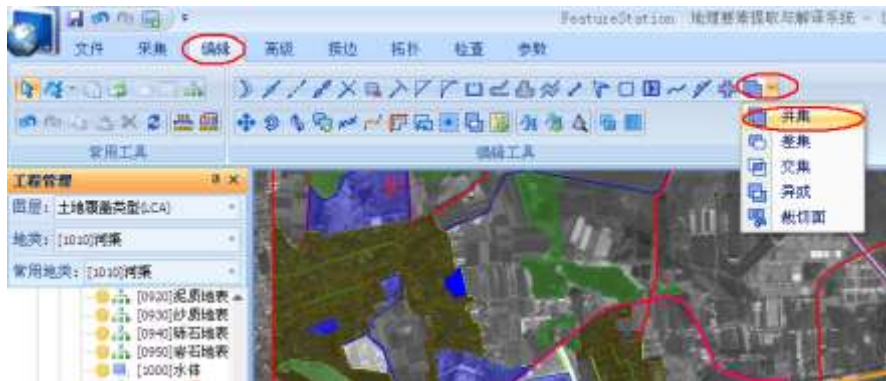 FeatureStation 地理要素提取与解译系统 -
文件 采集 编辑 高级 接边 拓扑 检查 参数
常用工具
编辑工具
并集
差集
交集
异或
裁切面
工程管理
图层: 土地覆盖类型(LCA)
地类: [1010]河渠
常用地类: [1010]河渠
[0920]泥质地表
[0930]沙质地表
[0940]砾石地表
[0950]岩石地表
[1000]水体